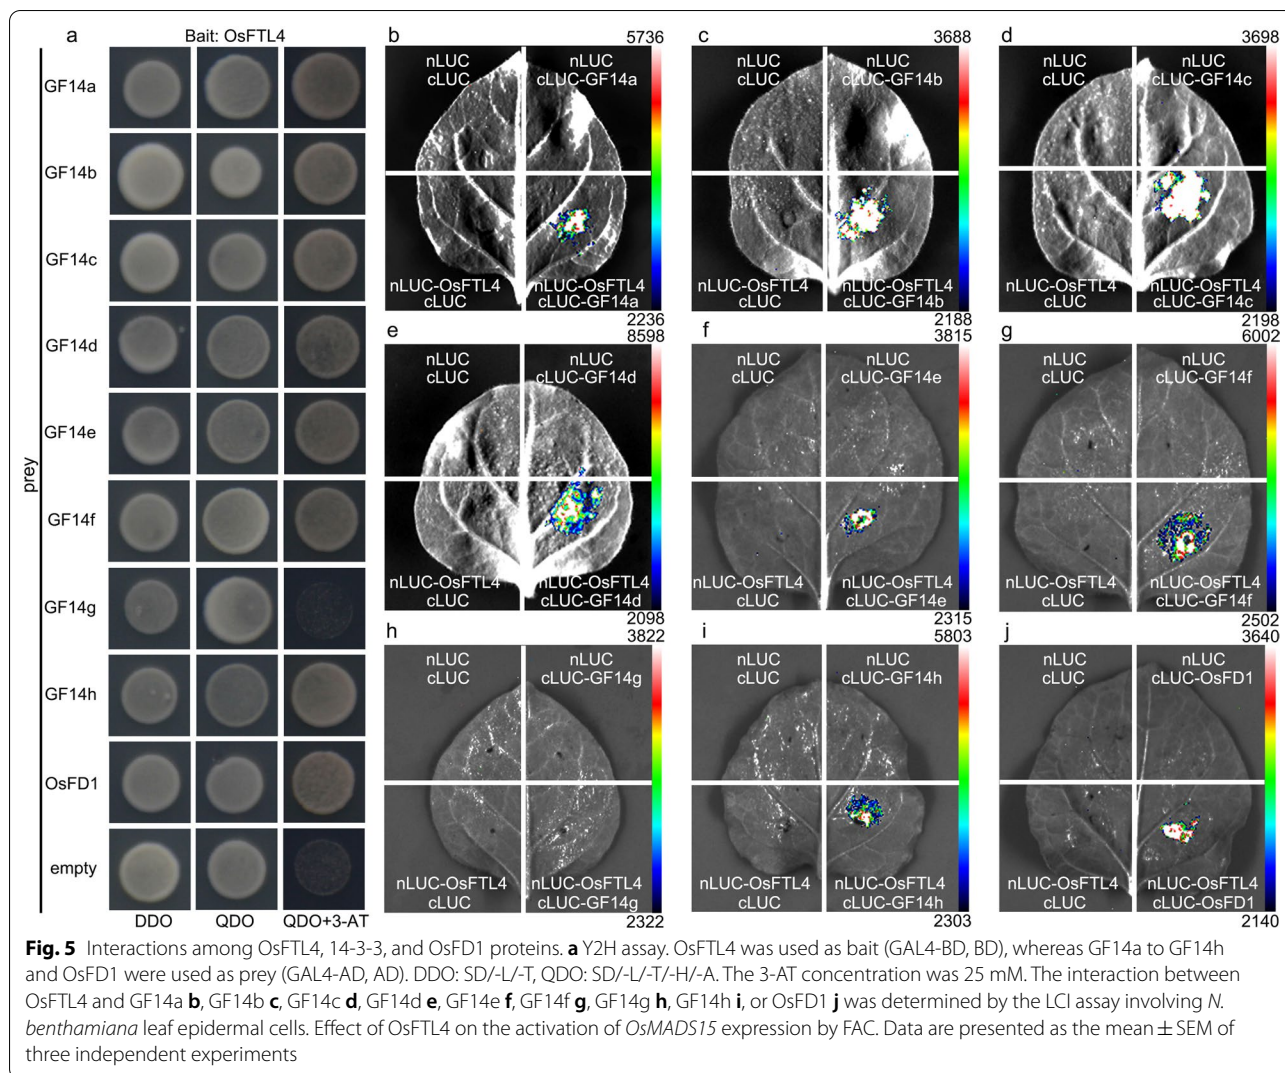 a
Bait: OsFTL4
prey
GF14a
GF14b
GF14c
GF14d
GF14e
GF14f
GF14g
GF14h
OsFD1
empty
DDO QDO QDO+3-AT
b
5736
nLUC
cLUC
nLUC
cLUC-GF14a
nLUC-OsFTL4
cLUC
nLUC-OsFTL4
cLUC-GF14a
2236
c
3688
nLUC
cLUC
nLUC
cLUC-GF14b
nLUC-OsFTL4
cLUC
nLUC-OsFTL4
cLUC-GF14b
2188
d
3698
nLUC
cLUC
nLUC
cLUC-GF14c
nLUC-OsFTL4
cLUC
nLUC-OsFTL4
cLUC-GF14c
2198
e
8598
nLUC
cLUC
nLUC
cLUC-GF14d
nLUC-OsFTL4
cLUC
nLUC-OsFTL4
cLUC-GF14d
2098
f
3815
nLUC
cLUC
nLUC
cLUC-GF14e
nLUC-OsFTL4
cLUC
nLUC-OsFTL4
cLUC-GF14e
2315
g
6002
nLUC
cLUC
nLUC
cLUC-GF14f
nLUC-OsFTL4
cLUC
nLUC-OsFTL4
cLUC-GF14f
2502
h
3822
nLUC
cLUC
nLUC
cLUC-GF14g
nLUC-OsFTL4
cLUC
nLUC-OsFTL4
cLUC-GF14g
2322
i
5803
nLUC
cLUC
nLUC
cLUC-GF14h
nLUC-OsFTL4
cLUC
nLUC-OsFTL4
cLUC-GF14h
2303
j
3640
nLUC
cLUC
nLUC
cLUC-OsFD1
nLUC-OsFTL4
cLUC
nLUC-OsFTL4
cLUC-OsFD1
2140
Fig. 5 Interactions among OsFTL4, 14-3-3, and OsFD1 proteins. a Y2H assay. OsFTL4 was used as bait (GAL4-BD, BD), whereas GF14a to GF14h
and OsFD1 were used as prey (GAL4-AD, AD). DDO: SD/-L/-T, QDO: SD/-L/-T/-H/-A. The 3-AT concentration was 25 mM. The interaction between
OsFTL4 and GF14a b, GF14b c, GF14c d, GF14d e, GF14e f, GF14f g, GF14g h, GF14h i, or OsFD1 j was determined by the LCI assay involving N.
benthamiana leaf epidermal cells. Effect of OsFTL4 on the activation of OsMADS15 expression by FAC. Data are presented as the mean ± SEM of
three independent experiments